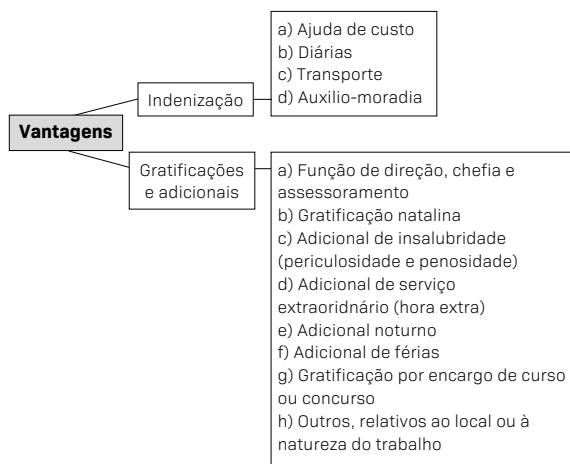 a) Ajuda de custo
b) Diárias
c) Transporte
d) Auxilio-moradia
Indenização
Vantagens
Gratificações
e adicionais
a) Função de direção, chefia e
assessoramento
b) Gratificação natalina
c) Adicional de insalubridade
(periculosidade e penosidade)
d) Adicional de serviço
extraoridnário (hora extra)
e) Adicional noturno
f) Adicional de férias
g) Gratificação por encargo de curso
ou concurso
h) Outros, relativos ao local ou à
natureza do trabalho